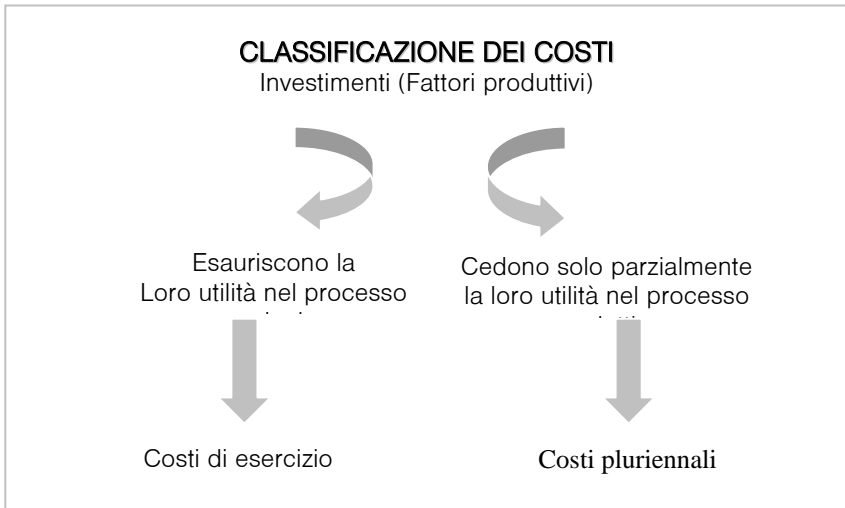 CLASSIFICAZIONE DEI COSTI
Investimenti (Fattori produttivi)
Esauriscono la
Loro utilità nel processo
Cedono solo parzialmente
la loro utilità nel processo
Costi di esercizio
Costi pluriennali